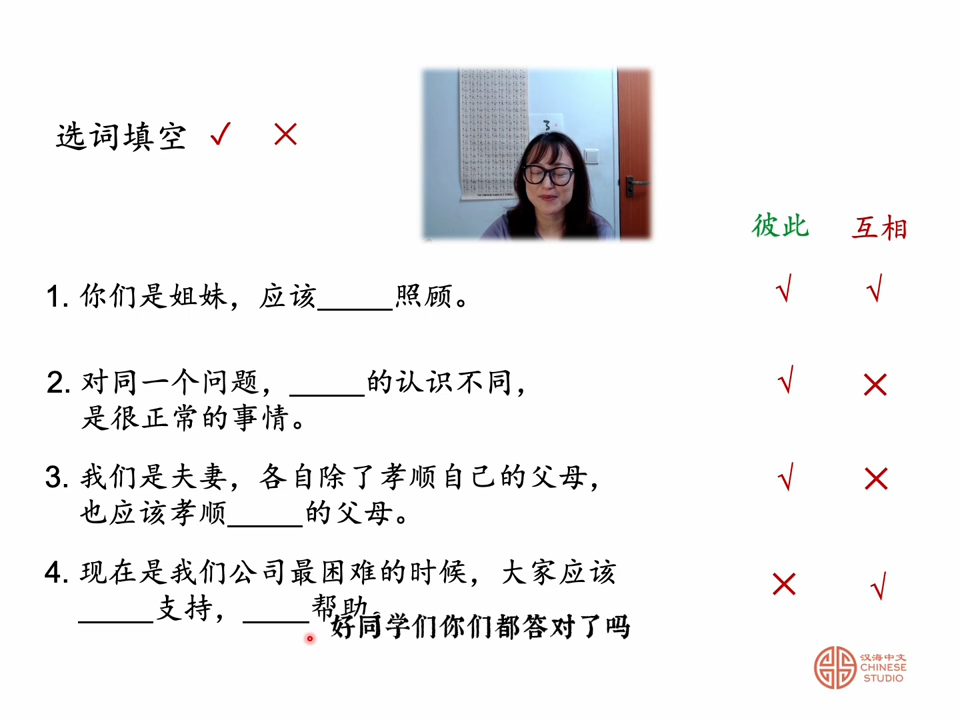 选词填空 ✓ ×
3
彼此 互相
1. 你们是姐妹，应该_____照顾。 √ √
2. 对同一个问题，_____的认识不同， √ ×
是很正常的事情。
3. 我们是夫妻，各自除了孝顺自己的父母， √ ×
也应该孝顺_____的父母。
4. 现在是我们公司最困难的时候，大家应该 × √
_____支持，____帮助。
好同学们你们都答对了吗
汉海中文
CHINESE
STUDIO